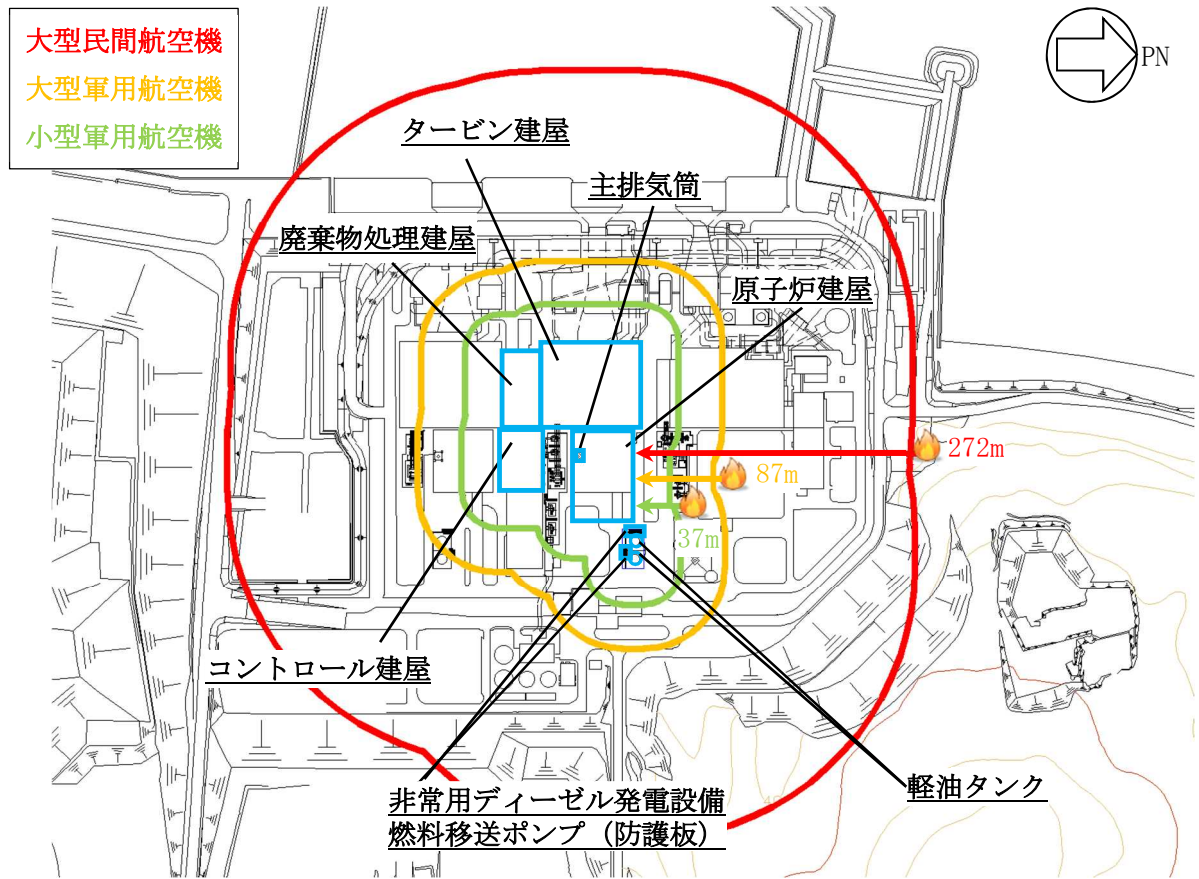 大型民間航空機
大型軍用航空機
小型軍用航空機
PN
タービン建屋
主排気筒
廃棄物処理建屋
原子炉建屋
272m
87m
37m
コントロール建屋
軽油タンク
非常用ディーゼル発電設備
燃料移送ポンプ（防護板）